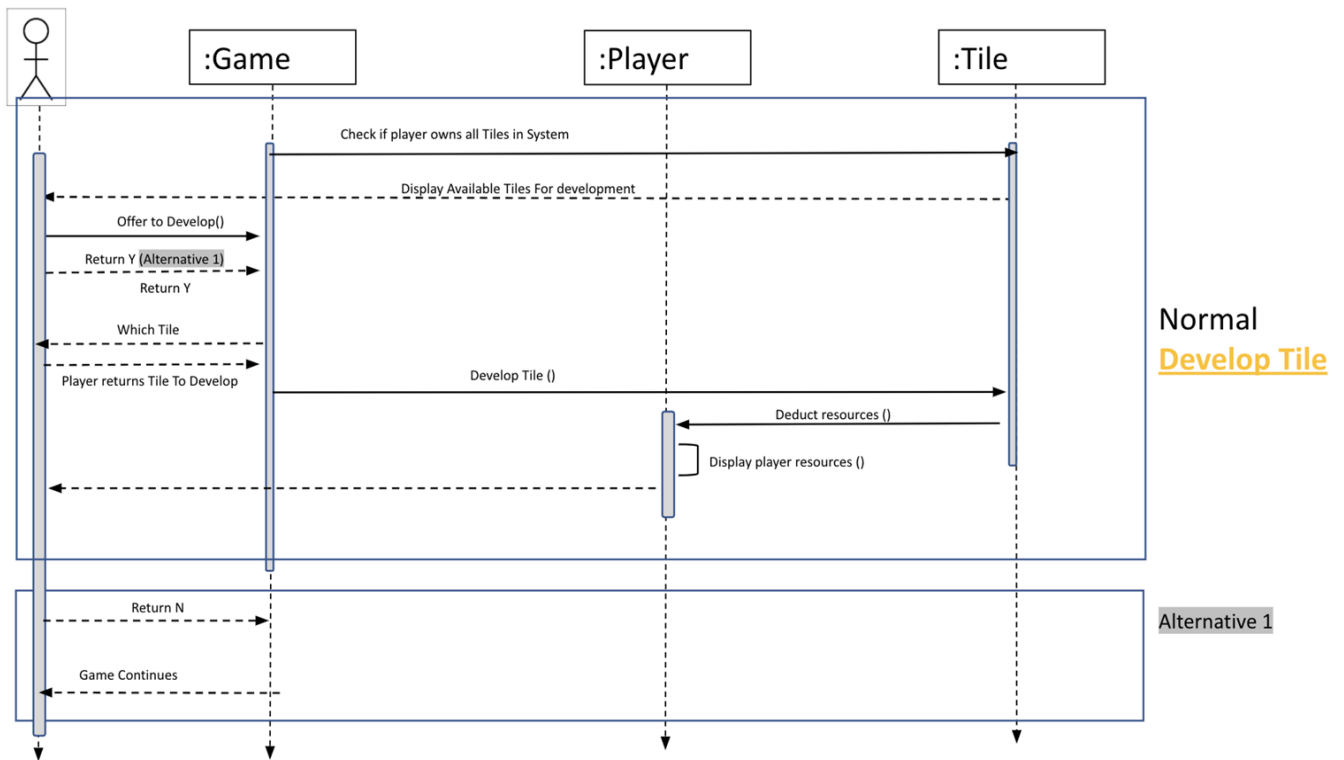 :Game
:Player
:Tile
Check if player owns all Tiles in System
Display Available Tiles For development
Offer to Develop()
Return Y (Alternative 1)
Return Y
Which Tile
Player returns Tile To Develop
Develop Tile ()
Deduct resources ()
Display player resources ()
Normal
Develop Tile
Return N
Alternative 1
Game Continues